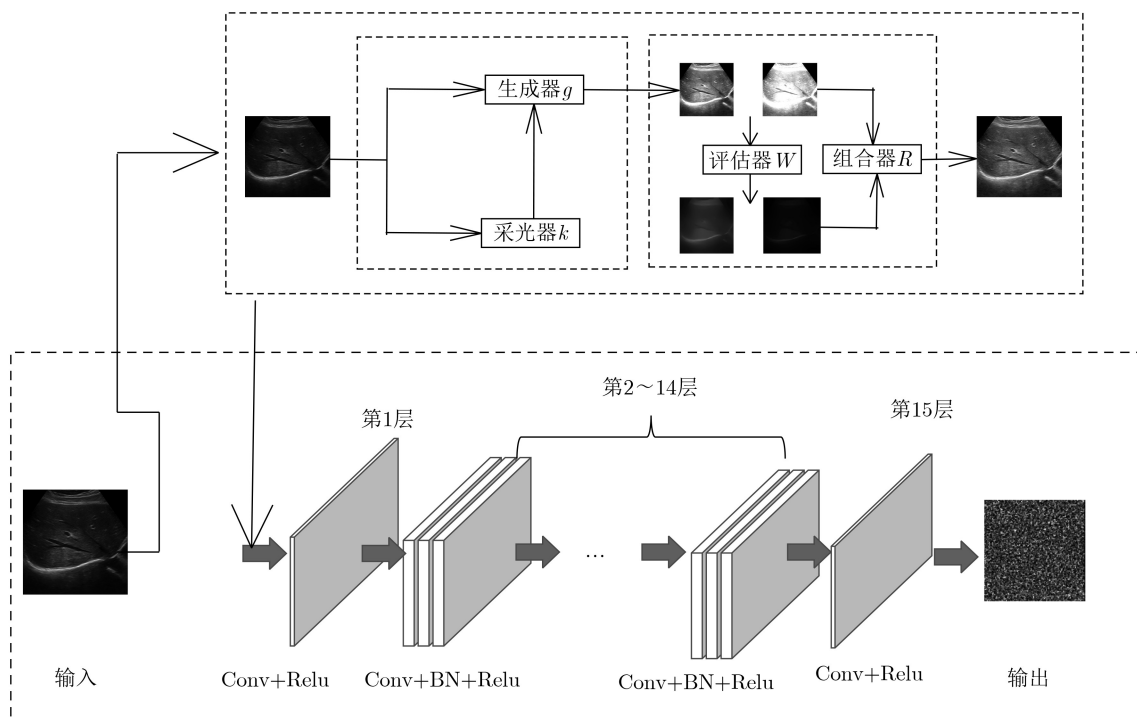 生成器g
评估器W
组合器R
采光器k
第2～14层
第1层
第15层
...
输入
Conv+Relu
Conv+BN+Relu
Conv+BN+Relu
Conv+Relu
输出